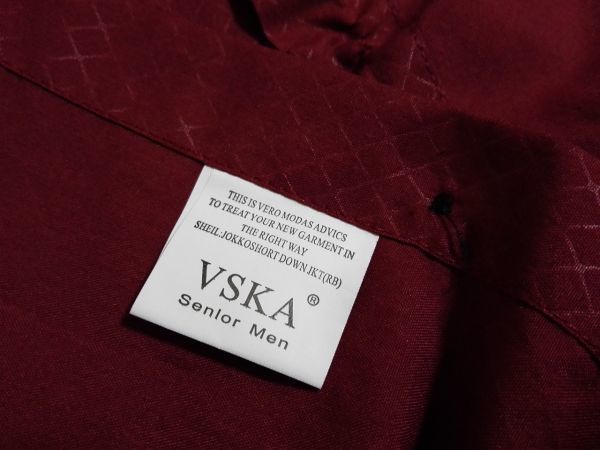 THIS IS VERO MODAS ADVICS
TO TREAT YOUR NEW GARMENT IN
THE RIGHT WAY
SHEIL:JOKKOSHORT DOWN.IKT(RB)
VSKA ®
Senlor Men